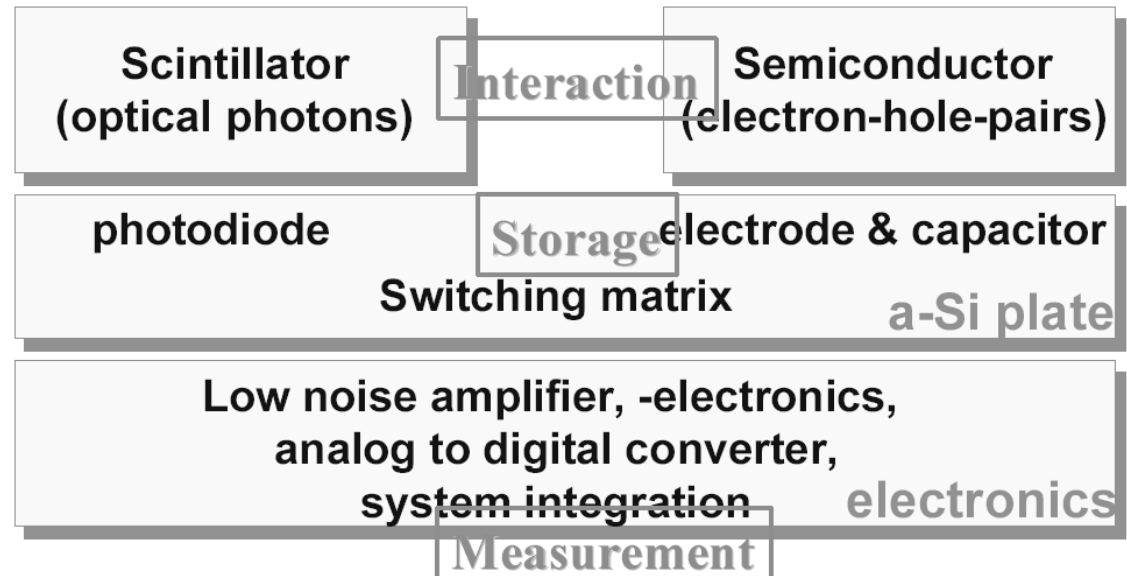 Scintillator
(optical photons)
Interaction
Semiconductor
(electron-hole-pairs)
photodiode
Storage
electrode & capacitor
Switching matrix
a-Si plate
Low noise amplifier, -electronics,
analog to digital converter,
system integration
electronics
Measurement